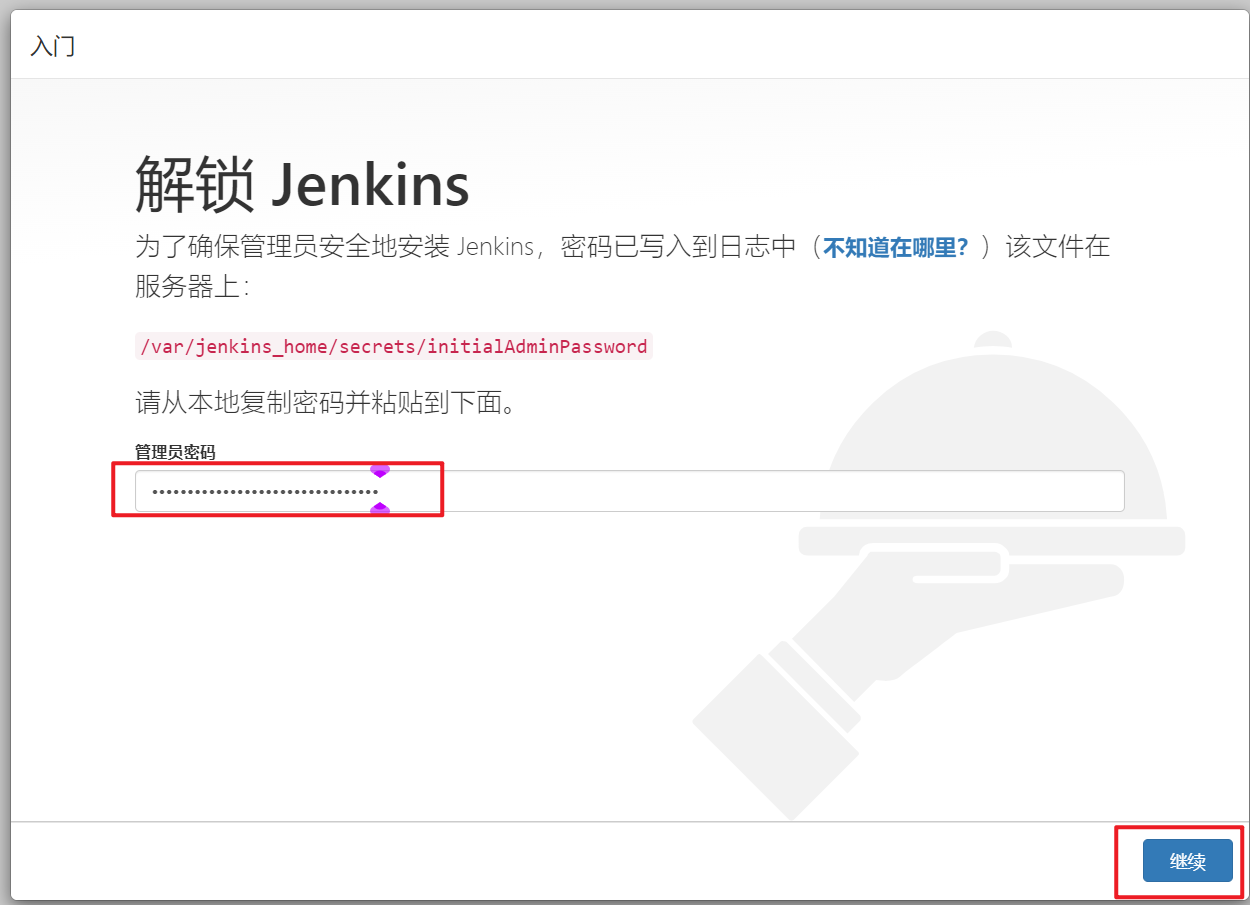 入门
解锁 Jenkins
为了确保管理员安全地安装 Jenkins，密码已写入到日志中（不知道在哪里？）该文件在
服务器上：
/var/jenkins_home/secrets/initialAdminPassword
请从本地复制密码并粘贴到下面。
管理员密码
••••••••••••••••••••••••••••••••
继续